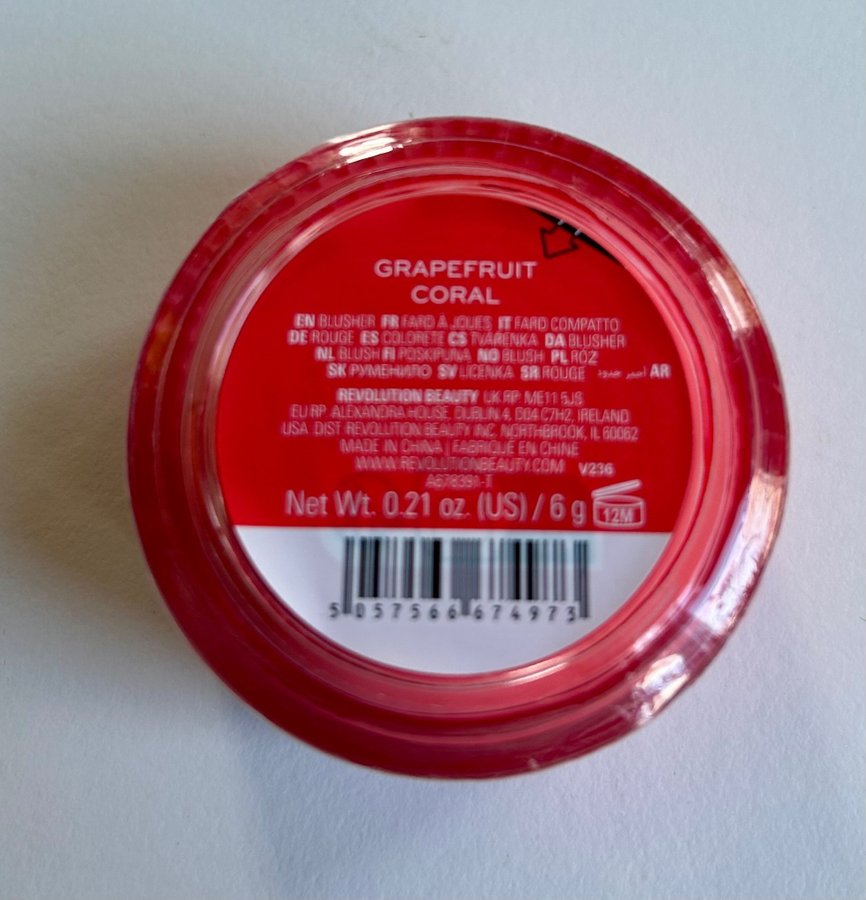 GRAPEFRUIT
CORAL
EN BLUSHER FR FARD À JOUES IT FARD COMPATTO
DE ROUGE ES COLORETE CS TVÁRENKA DA BLUSHER
NL BLUSH FI POSKIPUNA NO BLUSH PL RÓŻ
SK РУМЕНИЛО SV LICENKA SR ROUGE أحمر خدود AR
REVOLUTION BEAUTY UK RP: ME11 5JS
EU RP: ALEXANDRA HOUSE, DUBLIN 4, D04 C7H2, IRELAND
USA DIST: REVOLUTION BEAUTY INC. NORTHBROOK, IL 60062
MADE IN CHINA | FABRIQUÉ EN CHINE
WWW.REVOLUTIONBEAUTY.COM V236
A678391-T
Net Wt. 0.21 oz. (US) / 6 g 12M
5 057566 674973